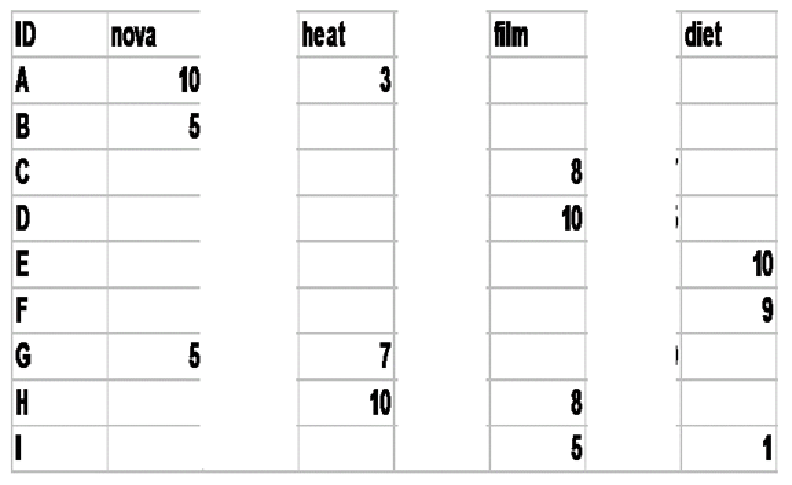 ID nova heat film diet
A 10 3
B 5
C 8
D 10
E 10
F 9
G 5 7
H 10 8
I 5 1